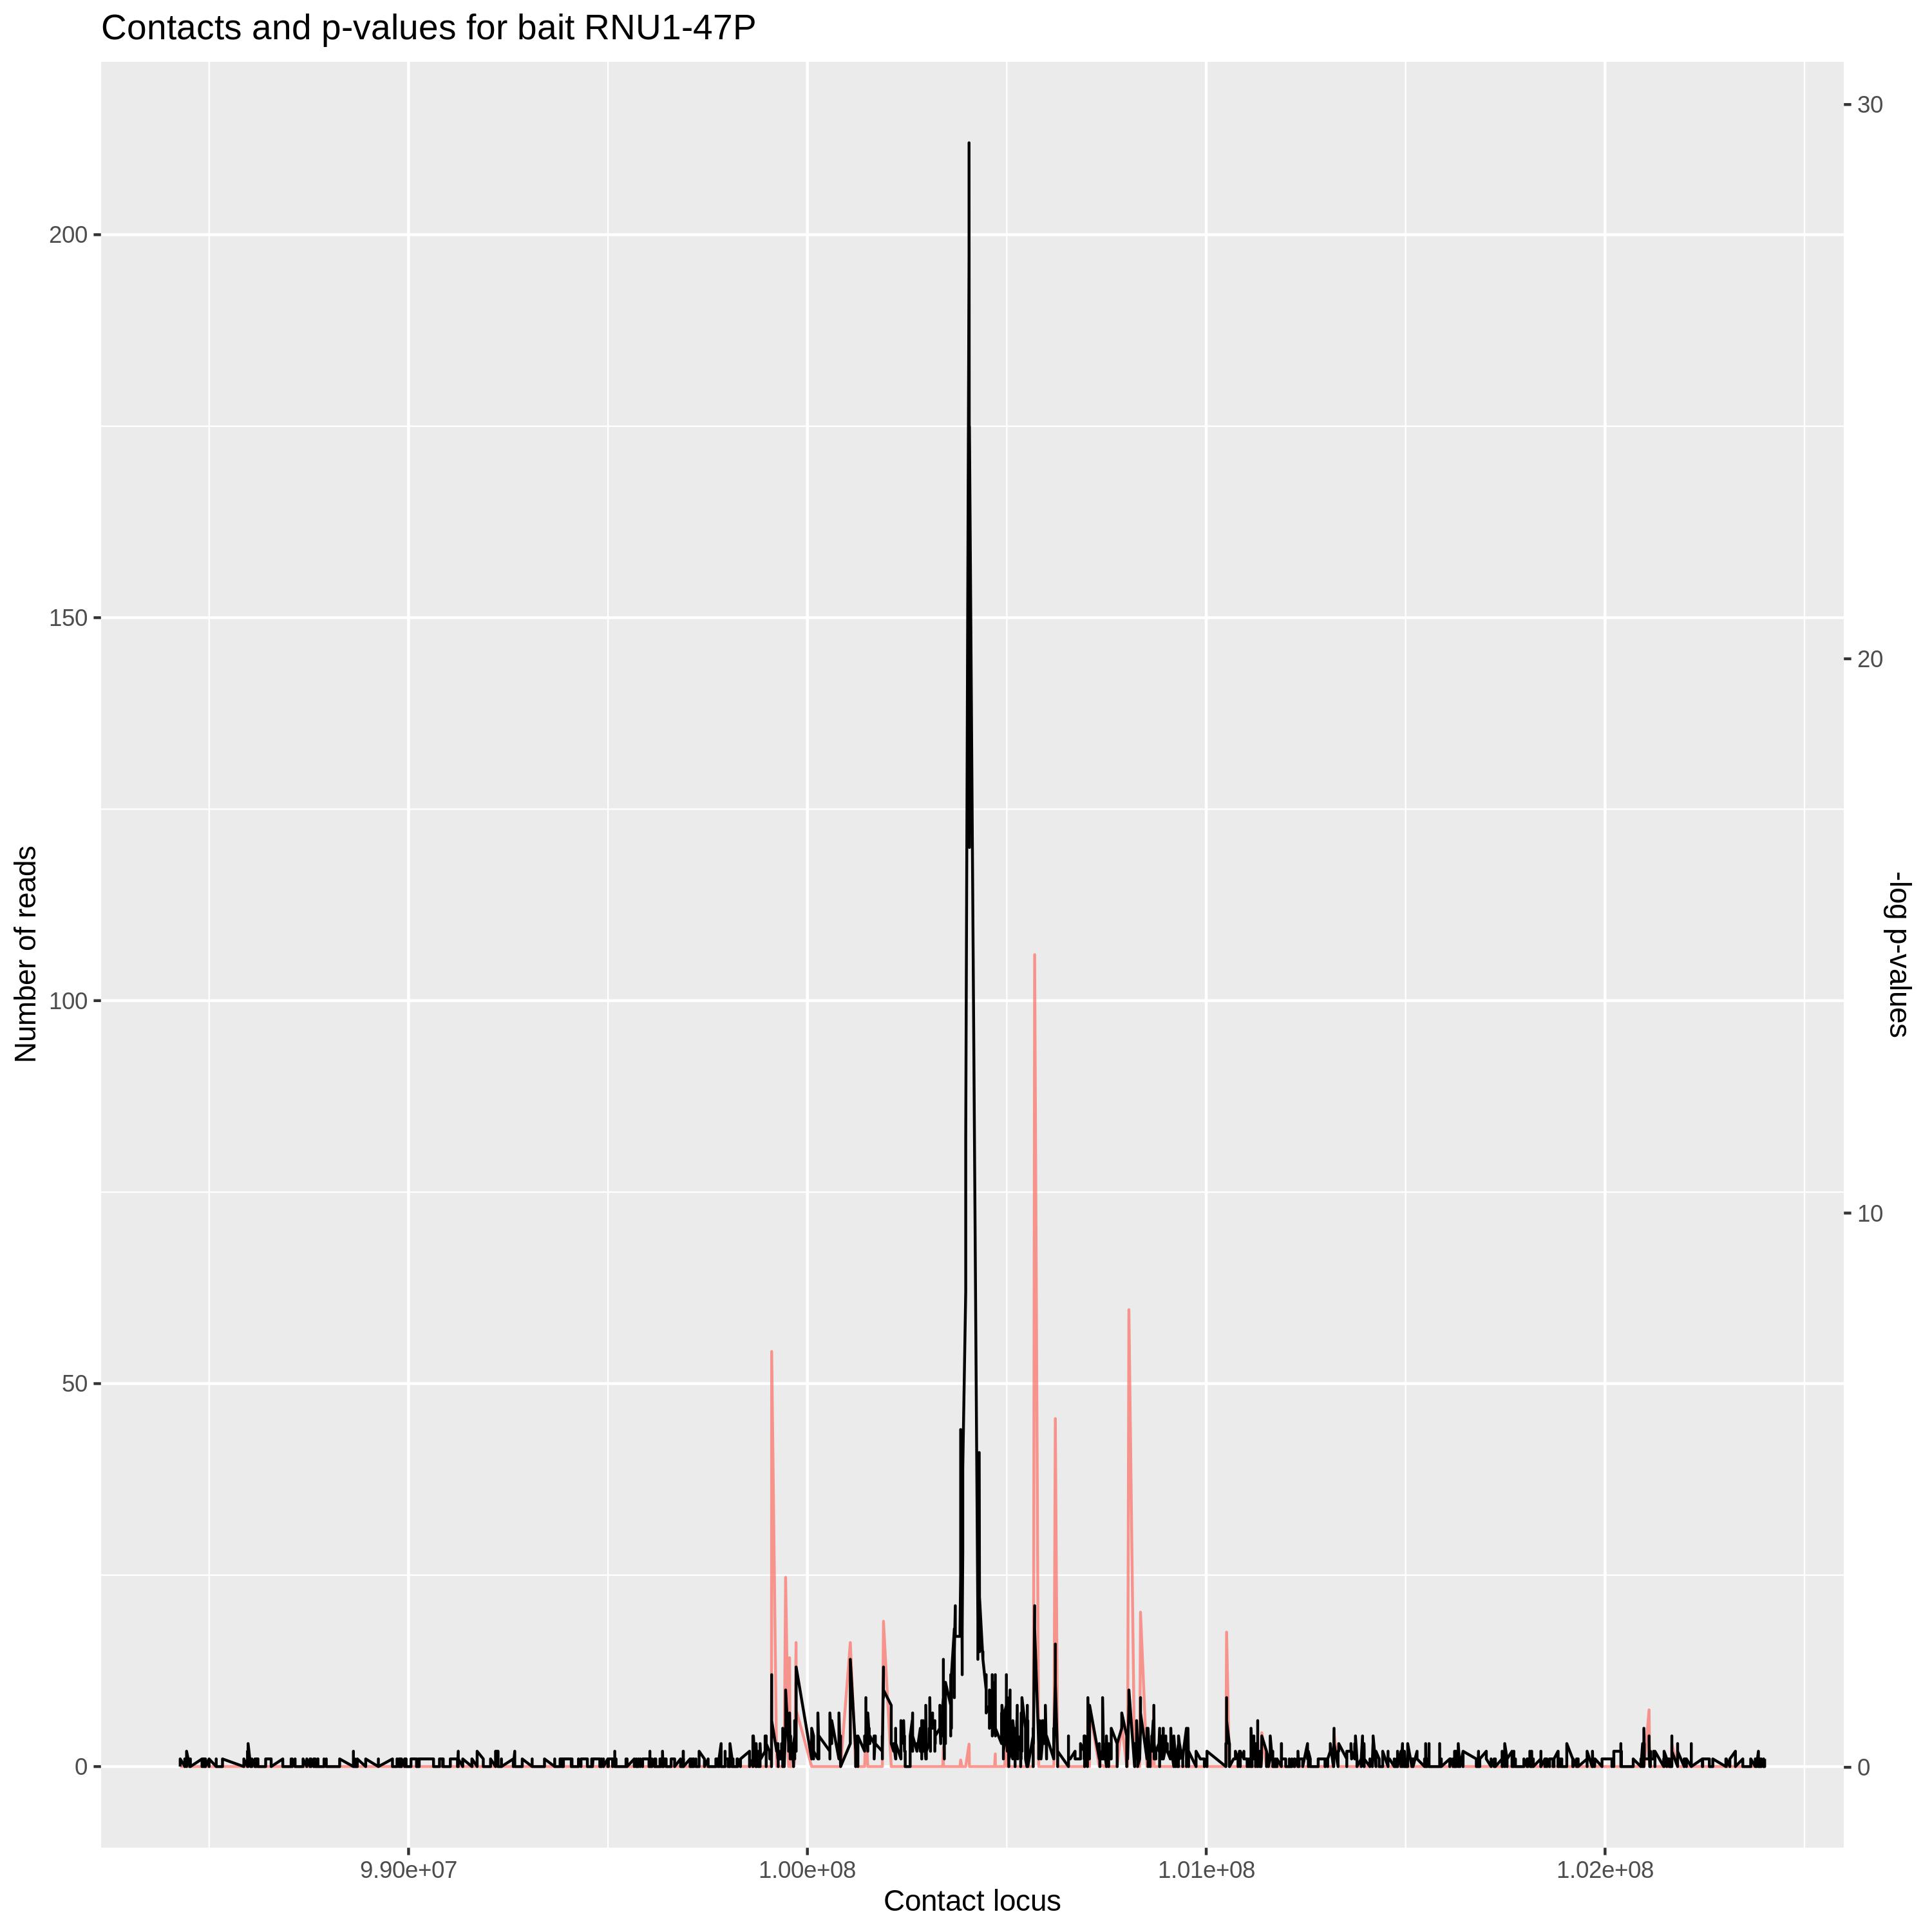 Contacts and p-values for bait RNU1-47P
30
200
150
20
Number of reads
-log p-values
100
10
50
0
0
9.90e+07
1.00e+08
1.01e+08
1.02e+08
Contact locus